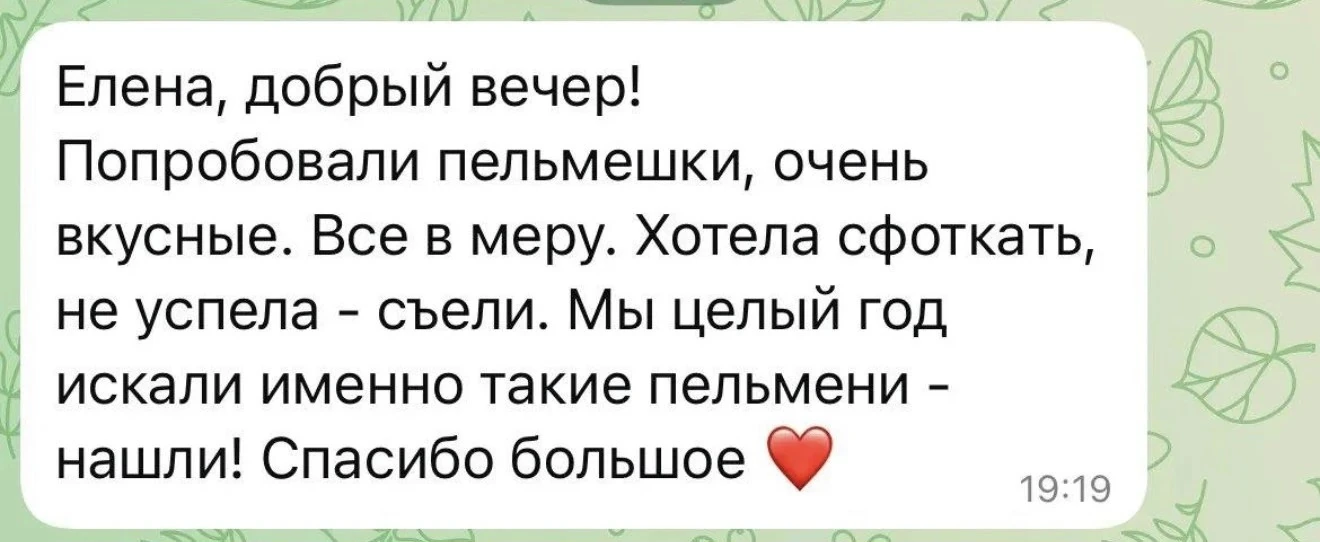 Елена, добрый вечер!
Попробовали пельмешки, очень
вкусные. Все в меру. Хотела сфоткать,
не успела - съели. Мы целый год
искали именно такие пельмени -
нашли! Спасибо большое ❤️
19:19